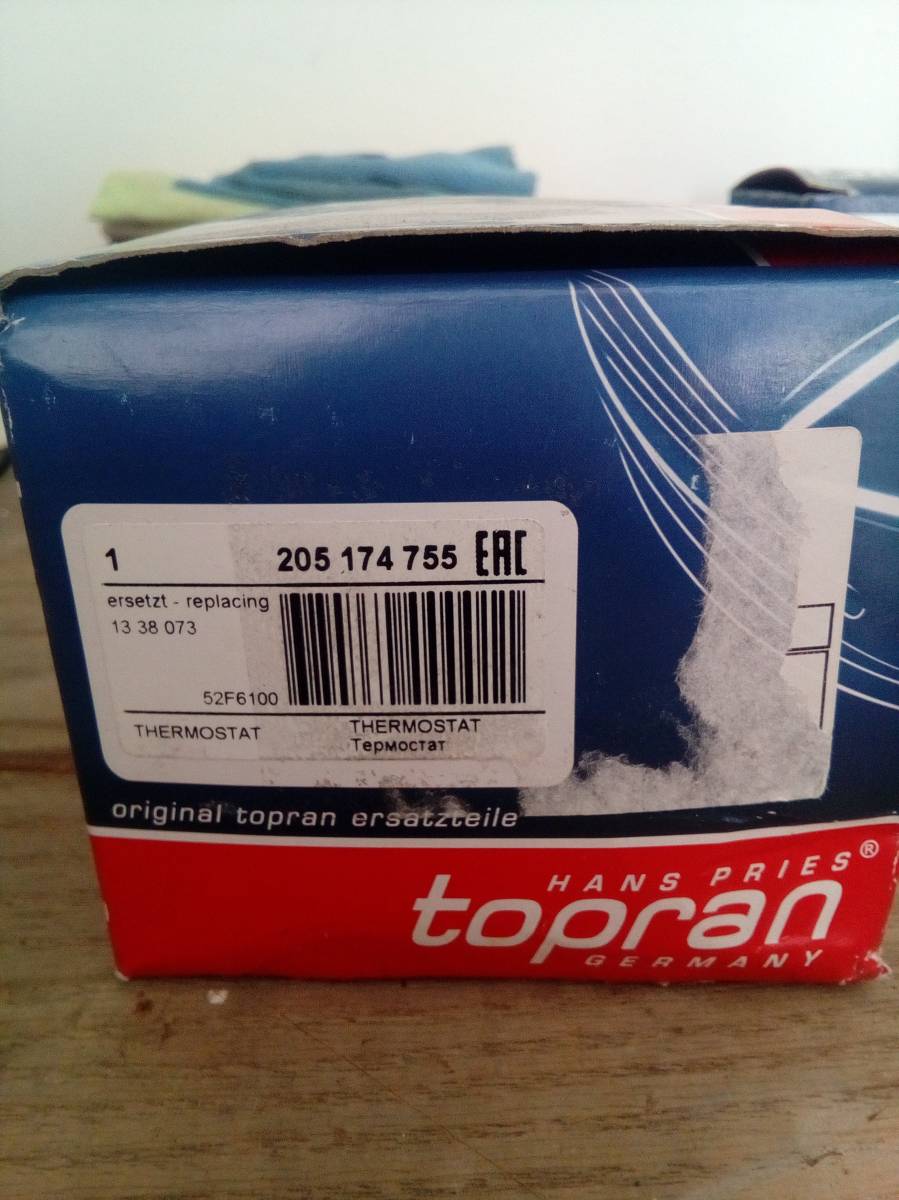 1 205 174 755 EAC
ersetzt - replacing
13 38 073
52F6100
THERMOSTAT THERMOSTAT
Термостат
original topran ersatzteile
HANS PRIES®
topran
GERMANY